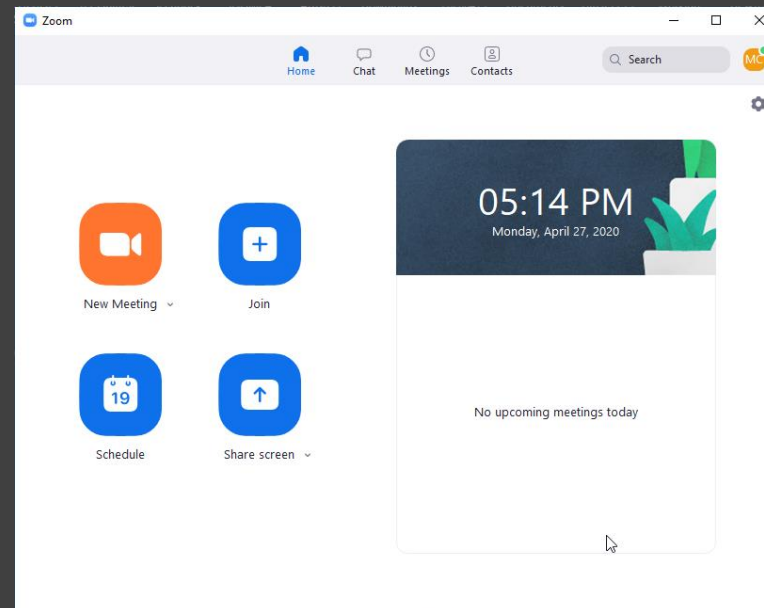 Zoom
Home Chat Meetings Contacts
Search
MC
05:14 PM
Monday, April 27, 2020
New Meeting
Join
19
Schedule
Share screen
No upcoming meetings today